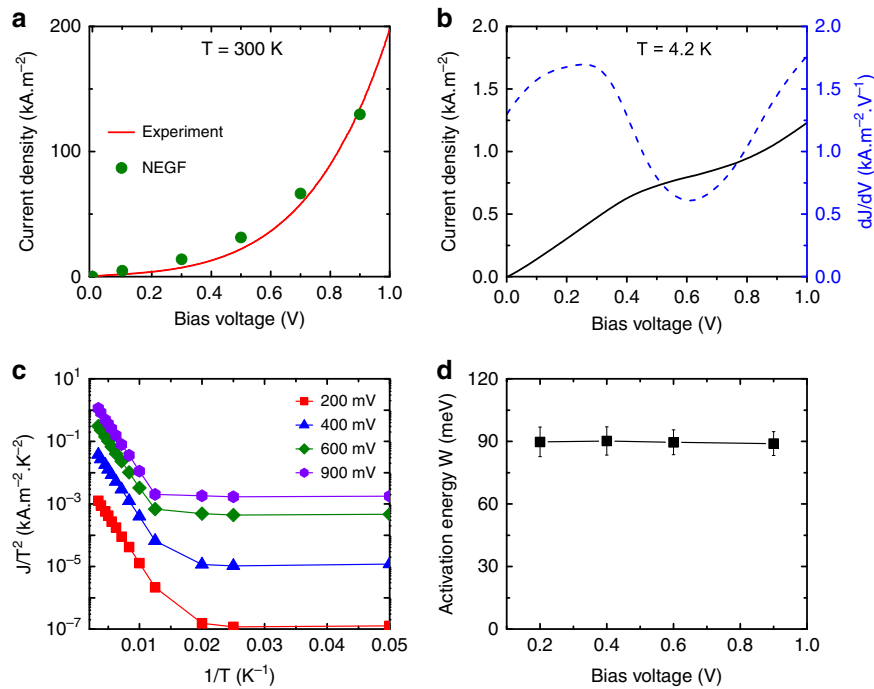 a
b
200
T = 300 K
Experiment
NEGF
100
0
0.0 0.2 0.4 0.6 0.8 1.0
Bias voltage (V)
Current density (kA.m⁻²)
2.0
T = 4.2 K
2.0
1.5
1.5
1.0
1.0
0.5
0.5
0.0
0.0
0.0 0.2 0.4 0.6 0.8 1.0
Bias voltage (V)
Current density (kA.m⁻²)
dJ/dV (kA.m⁻².V⁻¹)
c
d
10¹
10⁻¹
10⁻³
10⁻⁵
10⁻⁷
200 mV
400 mV
600 mV
900 mV
0.01 0.02 0.03 0.04 0.05
1/T (K⁻¹)
J/T² (kA.m⁻².K⁻²)
120
90
60
30
0
0.2 0.4 0.6 0.8 1.0
Bias voltage (V)
Activation energy W (meV)